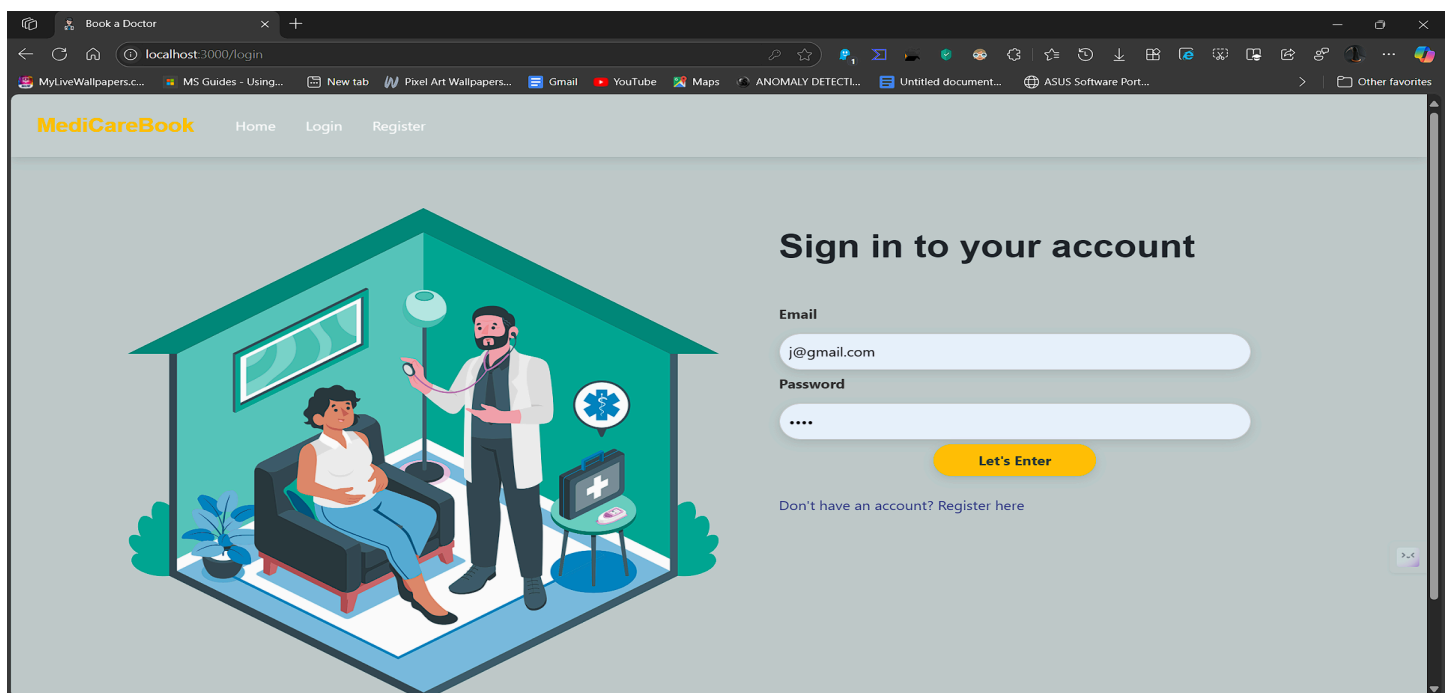 Book a Doctor
localhost:3000/login
1
MyLiveWallpapers.c... MS Guides - Using... New tab Pixel Art Wallpapers... Gmail YouTube Maps ANOMALY DETECTI... Untitled document... ASUS Software Port... Other favorites
MediCareBook Home Login Register
Sign in to your account
Email
j@gmail.com
Password
••••
Let's Enter
Don't have an account? Register here
>_<